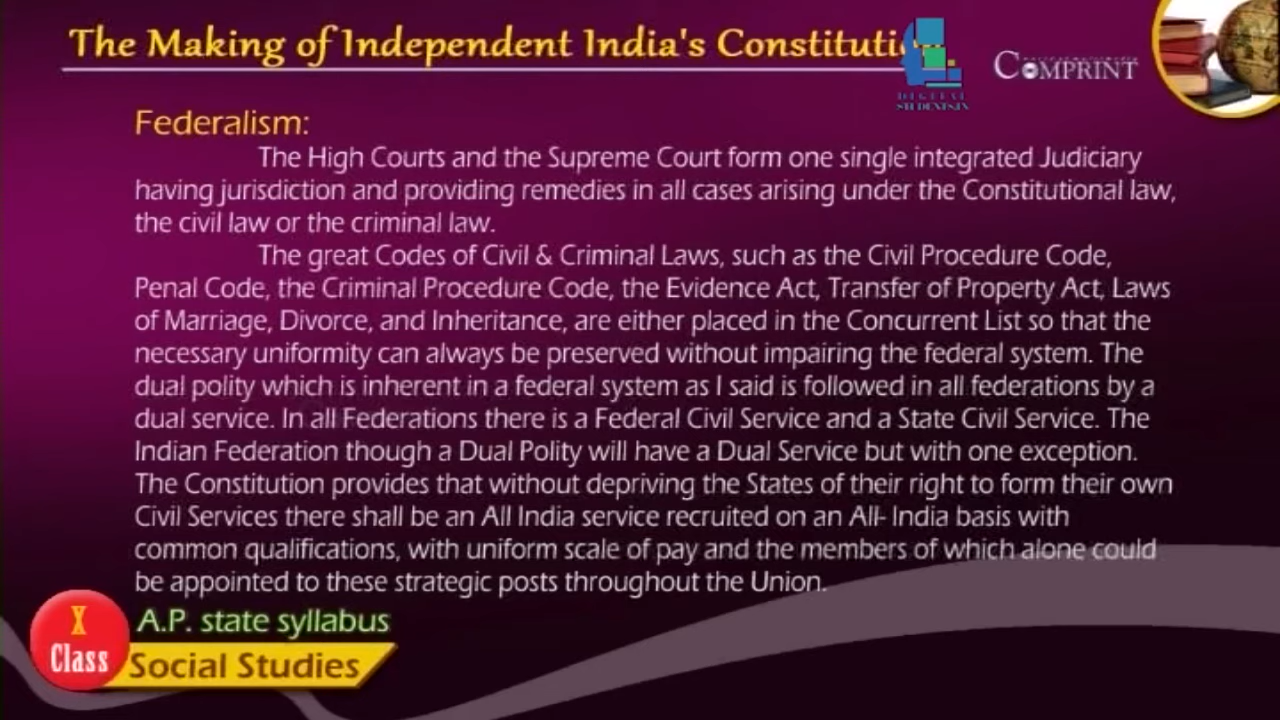 The Making of Independent India's Constituti
COMPRINT
Federalism:
The High Courts and the Supreme Court form one single integrated Judiciary
having jurisdiction and providing remedies in all cases arising under the Constitutional law,
the civil law or the criminal law.
The great Codes of Civil & Criminal Laws, such as the Civil Procedure Code,
Penal Code, the Criminal Procedure Code, the Evidence Act, Transfer of Property Act, Laws
of Marriage, Divorce, and Inheritance, are either placed in the Concurrent List so that the
necessary uniformity can always be preserved without impairing the federal system. The
dual polity which is inherent in a federal system as I said is followed in all federations by a
dual service. In all Federations there is a Federal Civil Service and a State Civil Service. The
Indian Federation though a Dual Polity will have a Dual Service but with one exception.
The Constitution provides that without depriving the States of their right to form their own
Civil Services there shall be an All India service recruited on an All- India basis with
common qualifications, with uniform scale of pay and the members of which alone could
be appointed to these strategic posts throughout the Union.
X
Class
A.P. state syllabus
Social Studies